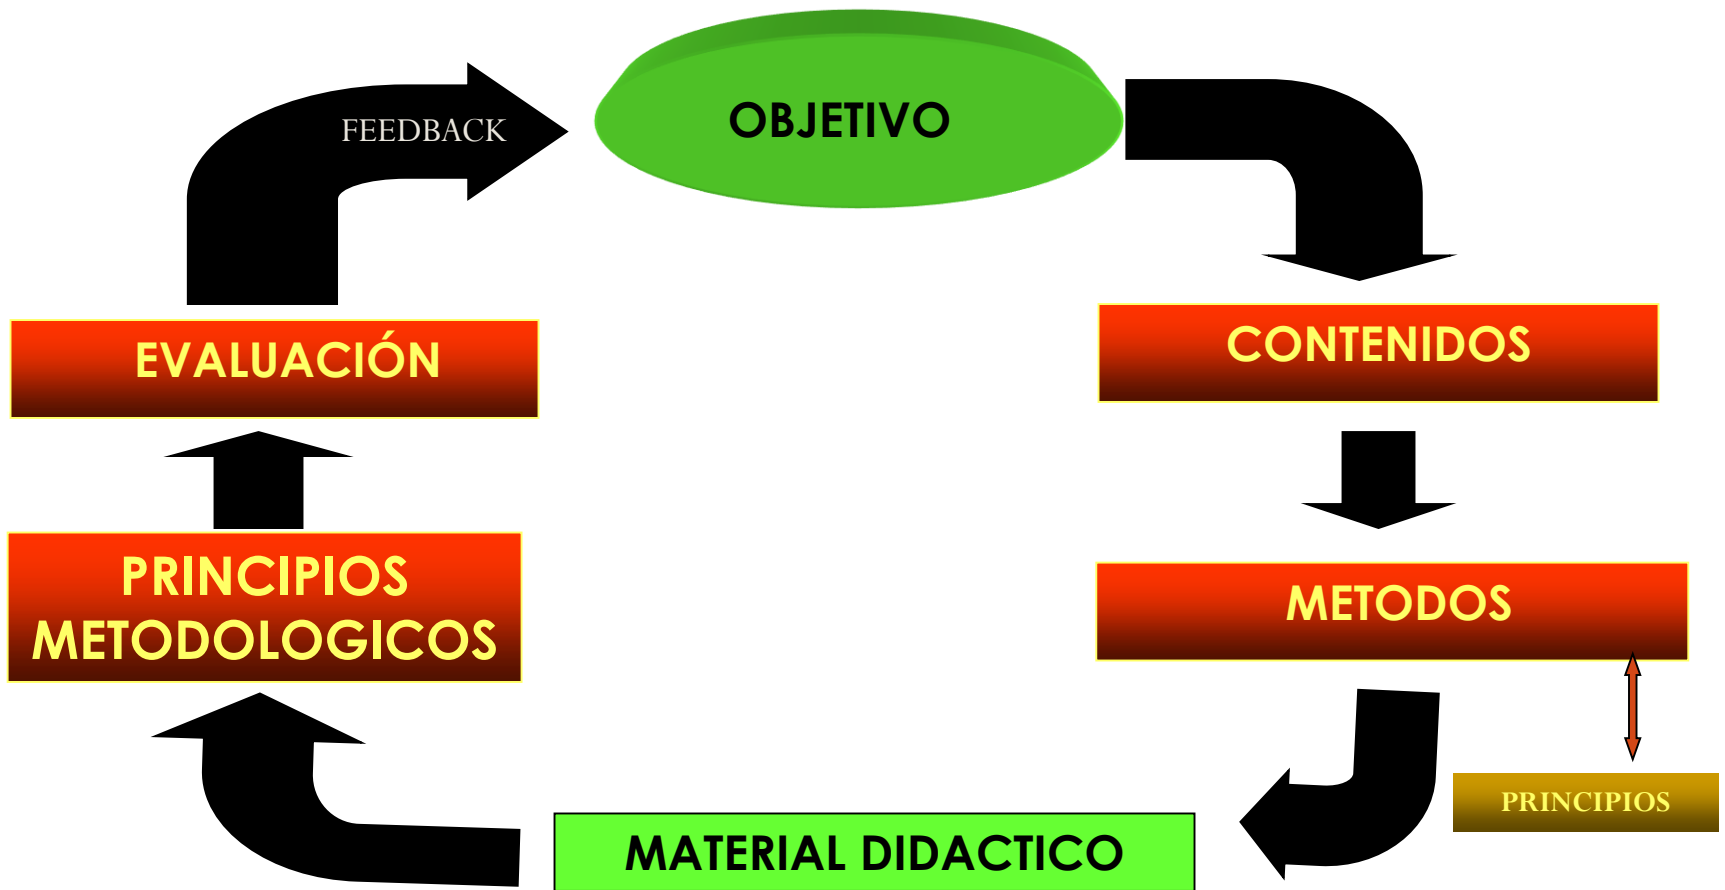 OBJETIVO
FEEDBACK
CONTENIDOS
EVALUACIÓN
METODOS
PRINCIPIOS
METODOLOGICOS
PRINCIPIOS
MATERIAL DIDACTICO